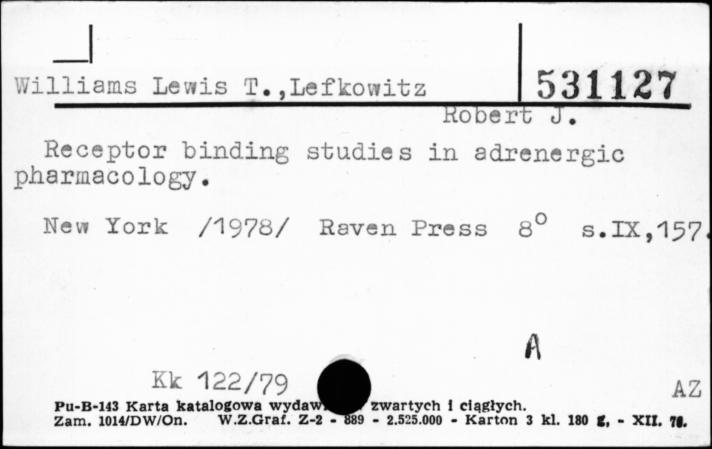 Williams Lewis T.,Lefkowitz
531127
Robert J.
Receptor binding studies in adrenergic
pharmacology.
New York /1978/ Raven Press 8° s.IX,157.
A
Kk 122/79
AZ
Pu-B-143 Karta katalogowa zwartych i ciągłych.
Zam. 1014/DW/On. W.Z.Graf. Z-2 - 889 - 2.525.000 - Karton 3 kl. 180 g, - XII. 78.